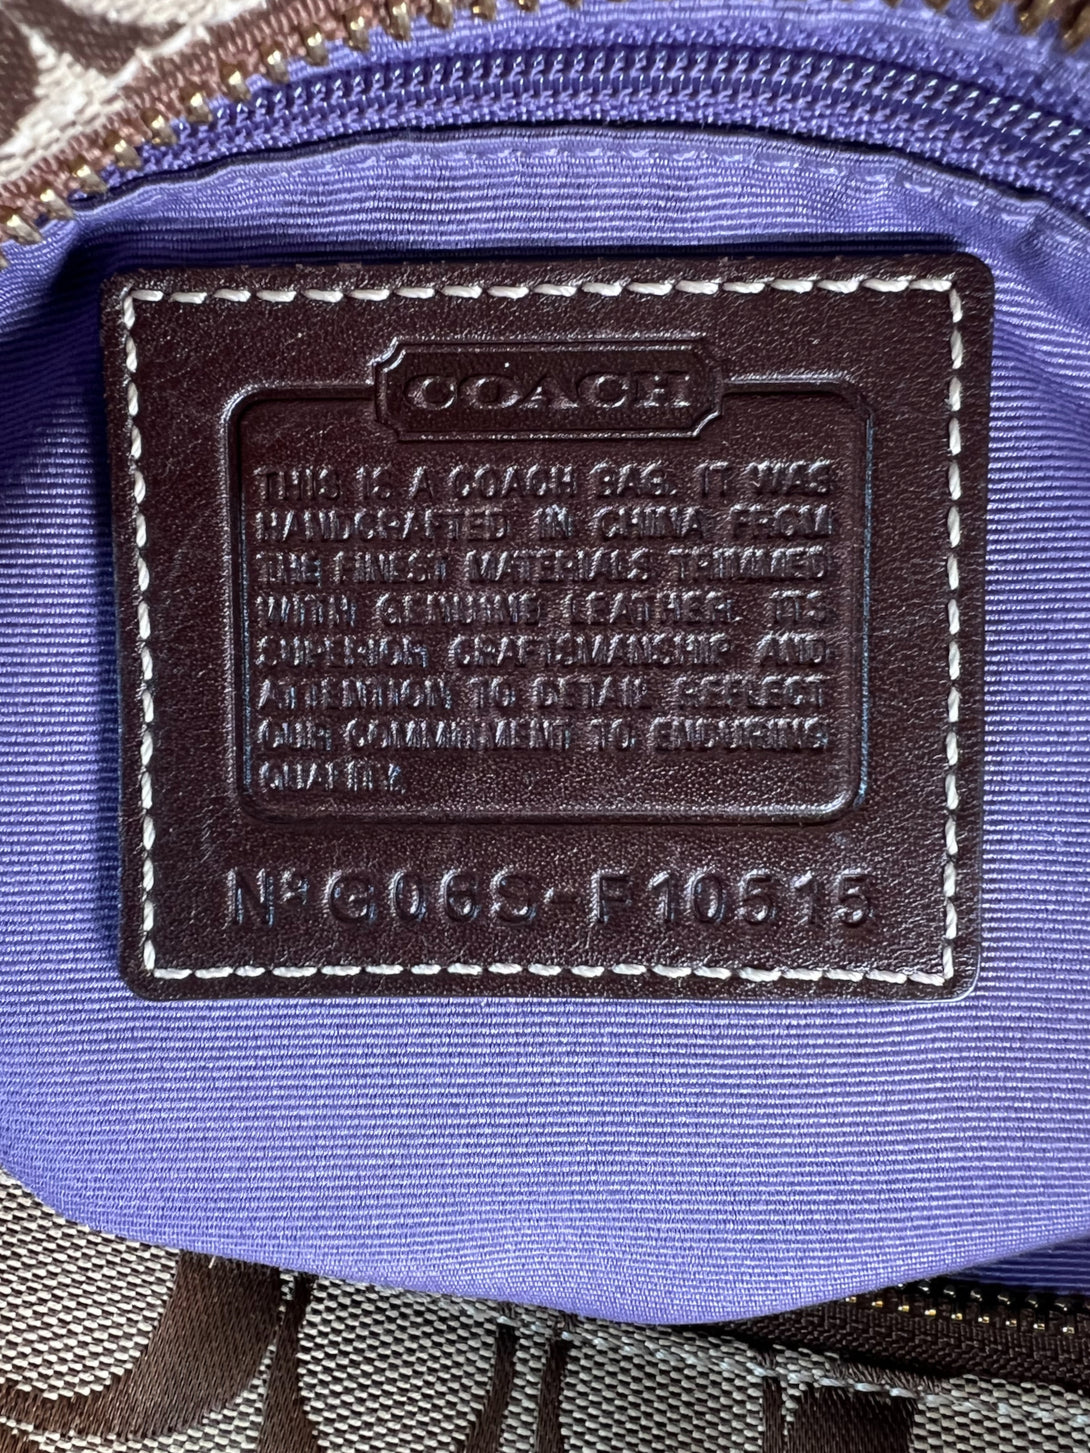 COACH
THIS IS A COACH BAG. IT WAS
HANDCRAFTED IN CHINA FROM
THE FINEST MATERIALS TRIMMED
WITH GENUINE LEATHER. ITS
SUPERIOR CRAFTSMANSHIP AND
ATTENTION TO DETAIL REFLECT
OUR COMMITMENT TO ENDURING
QUALITY.
Nº G06S-F10515